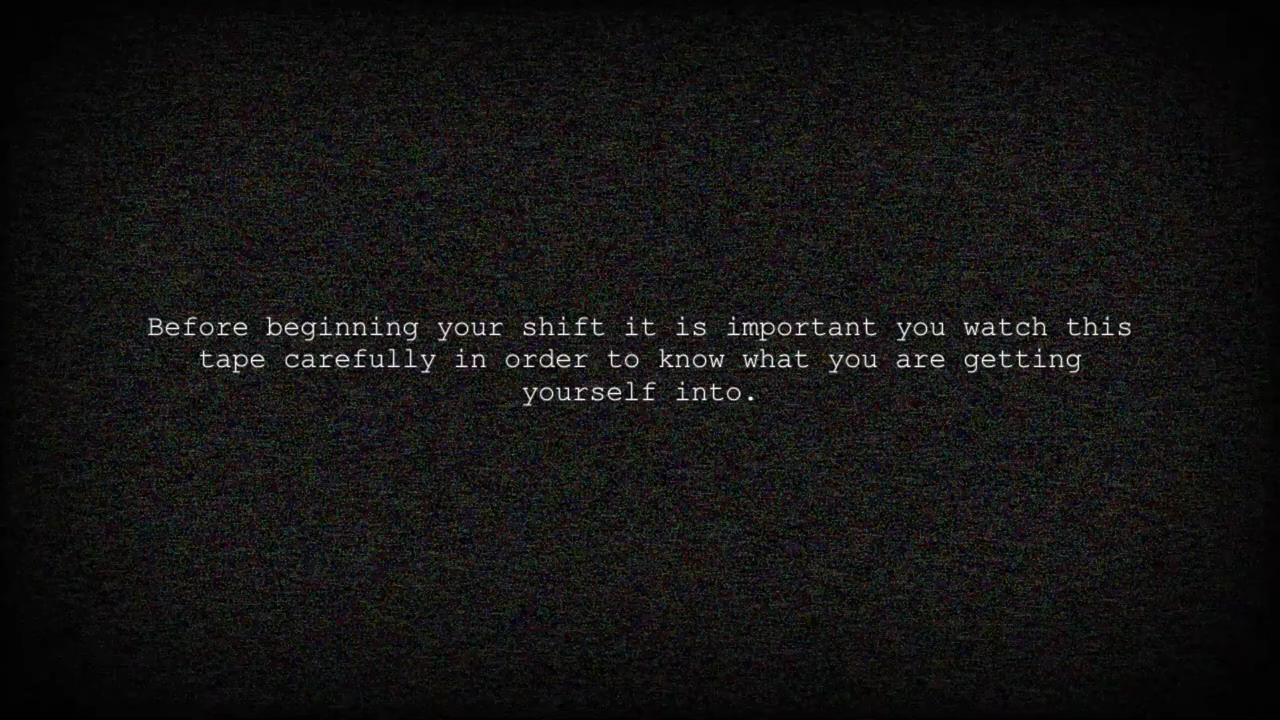 Before beginning your shift it is important you watch this
tape carefully in order to know what you are getting
yourself into.